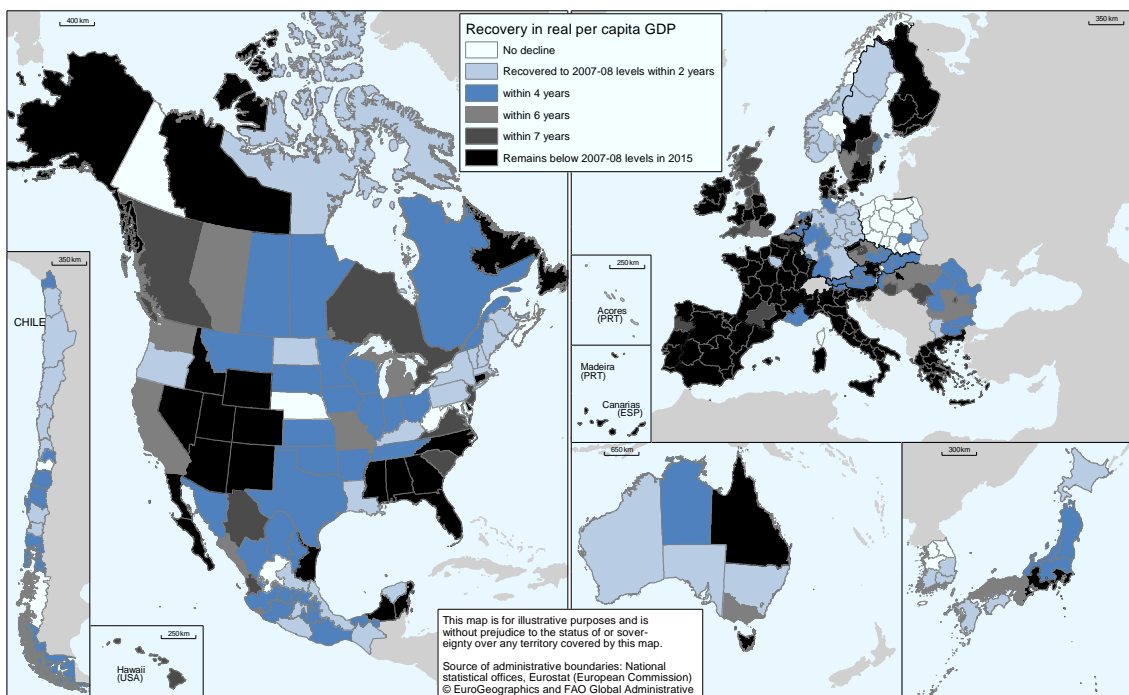 400 km
350 km
Recovery in real per capita GDP
No decline
Recovered to 2007-08 levels within 2 years
within 4 years
within 6 years
within 7 years
Remains below 2007-08 levels in 2015
350 km
CHILE
250 km
Acores
(PRT)
Madeira
(PRT)
Canarias
(ESP)
650 km
300 km
250 km
Hawaii
(USA)
This map is for illustrative purposes and is
without prejudice to the status of or sover-
eignty over any territory covered by this map.
Source of administrative boundaries: National
statistical offices, Eurostat (European Commission)
© EuroGeographics and FAO Global Administrative